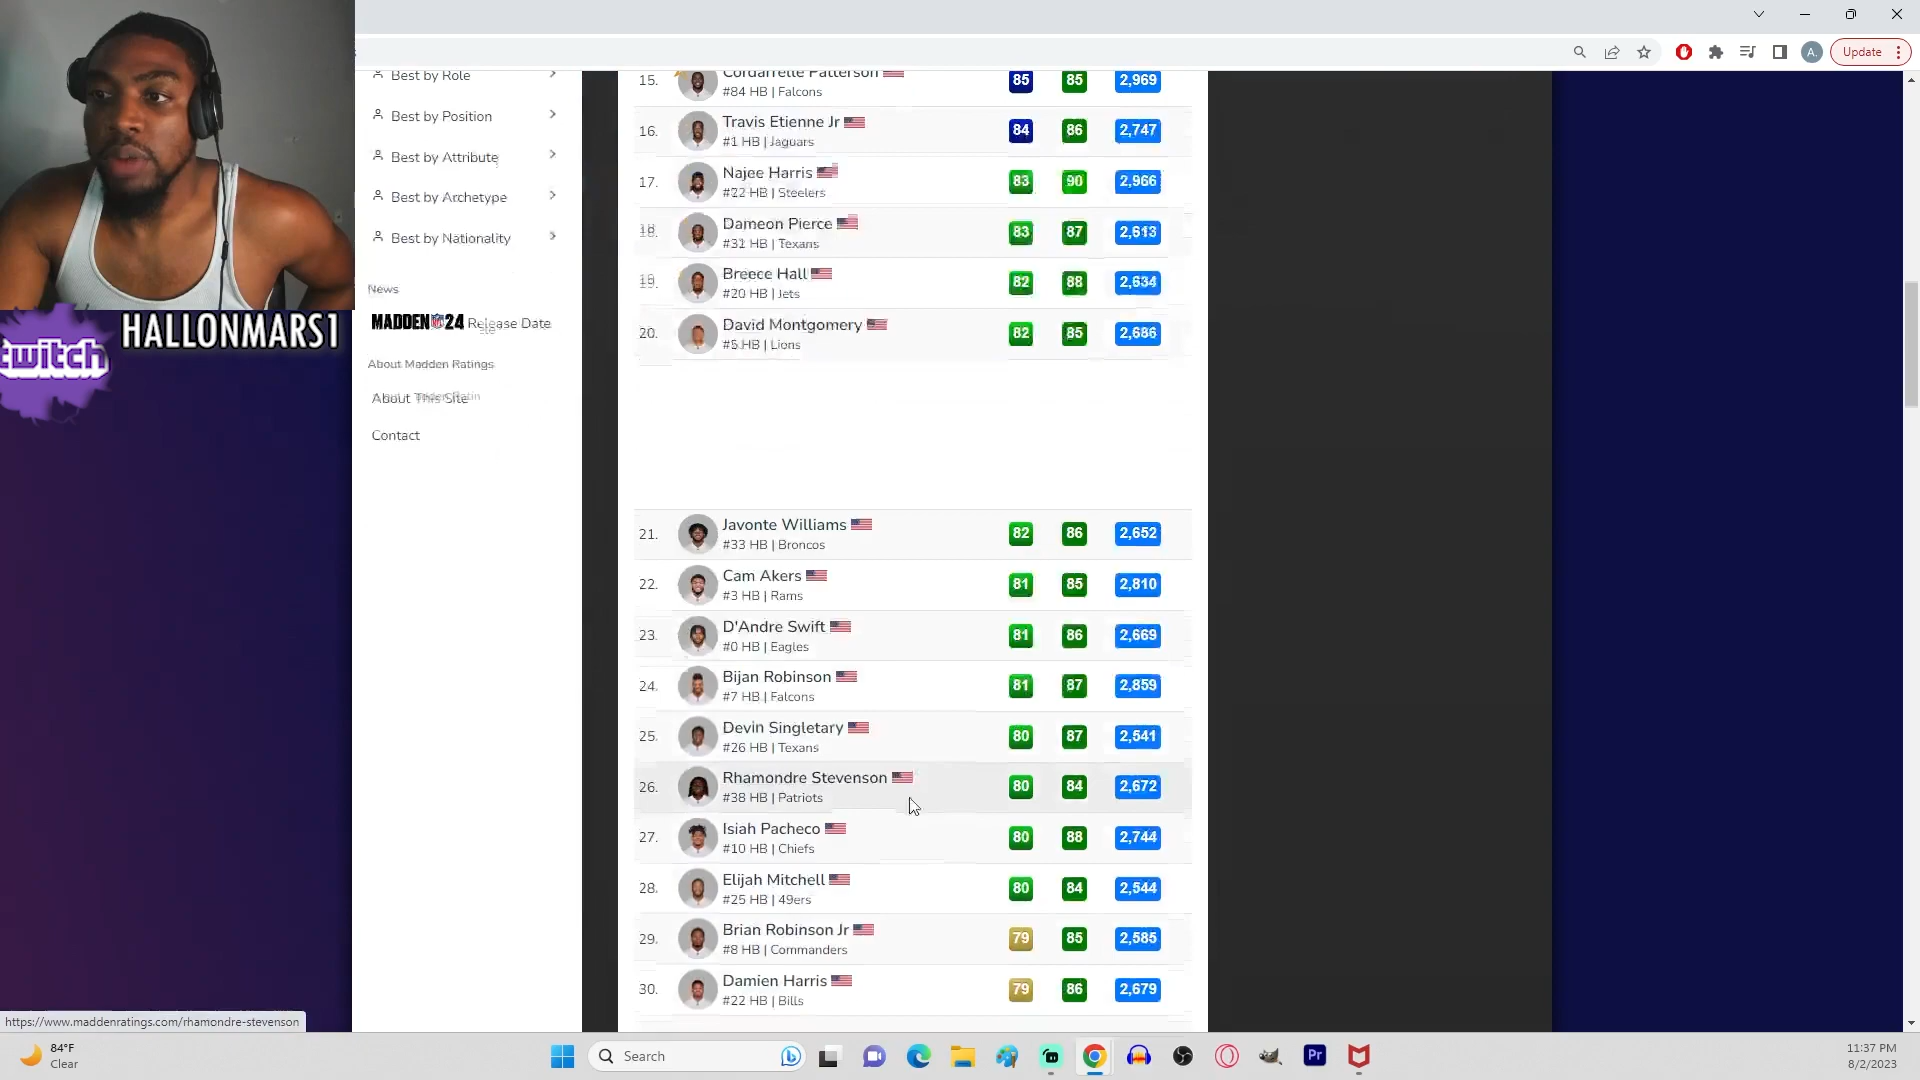 Update
Best by Role
Best by Position
Best by Attribute
Best by Archetype
Best by Nationality
News
MADDEN NFL 24 Release Date
About Madden Ratings
About This Site
Contact
twitch HALLONMARS1
15. Cordarrelle Patterson 85 85 2,969
#84 HB | Falcons
16. Travis Etienne Jr 84 86 2,747
#1 HB | Jaguars
17. Najee Harris 83 90 2,966
#22 HB | Steelers
18. Dameon Pierce 83 87 2,613
#31 HB | Texans
19. Breece Hall 82 88 2,634
#20 HB | Jets
20. David Montgomery 82 85 2,686
#5 HB | Lions
21. Javonte Williams 82 86 2,652
#33 HB | Broncos
22. Cam Akers 81 85 2,810
#3 HB | Rams
23. D'Andre Swift 81 86 2,669
#0 HB | Eagles
24. Bijan Robinson 81 87 2,859
#7 HB | Falcons
25. Devin Singletary 80 87 2,541
#26 HB | Texans
26. Rhamondre Stevenson 80 84 2,672
#38 HB | Patriots
27. Isiah Pacheco 80 88 2,744
#10 HB | Chiefs
28. Elijah Mitchell 80 84 2,544
#25 HB | 49ers
29. Brian Robinson Jr 79 85 2,585
#8 HB | Commanders
30. Damien Harris 79 86 2,679
#22 HB | Bills
https://www.maddenratings.com/rhamondre-stevenson
84°F
Clear
Search
Pr
11:37 PM
8/2/2023